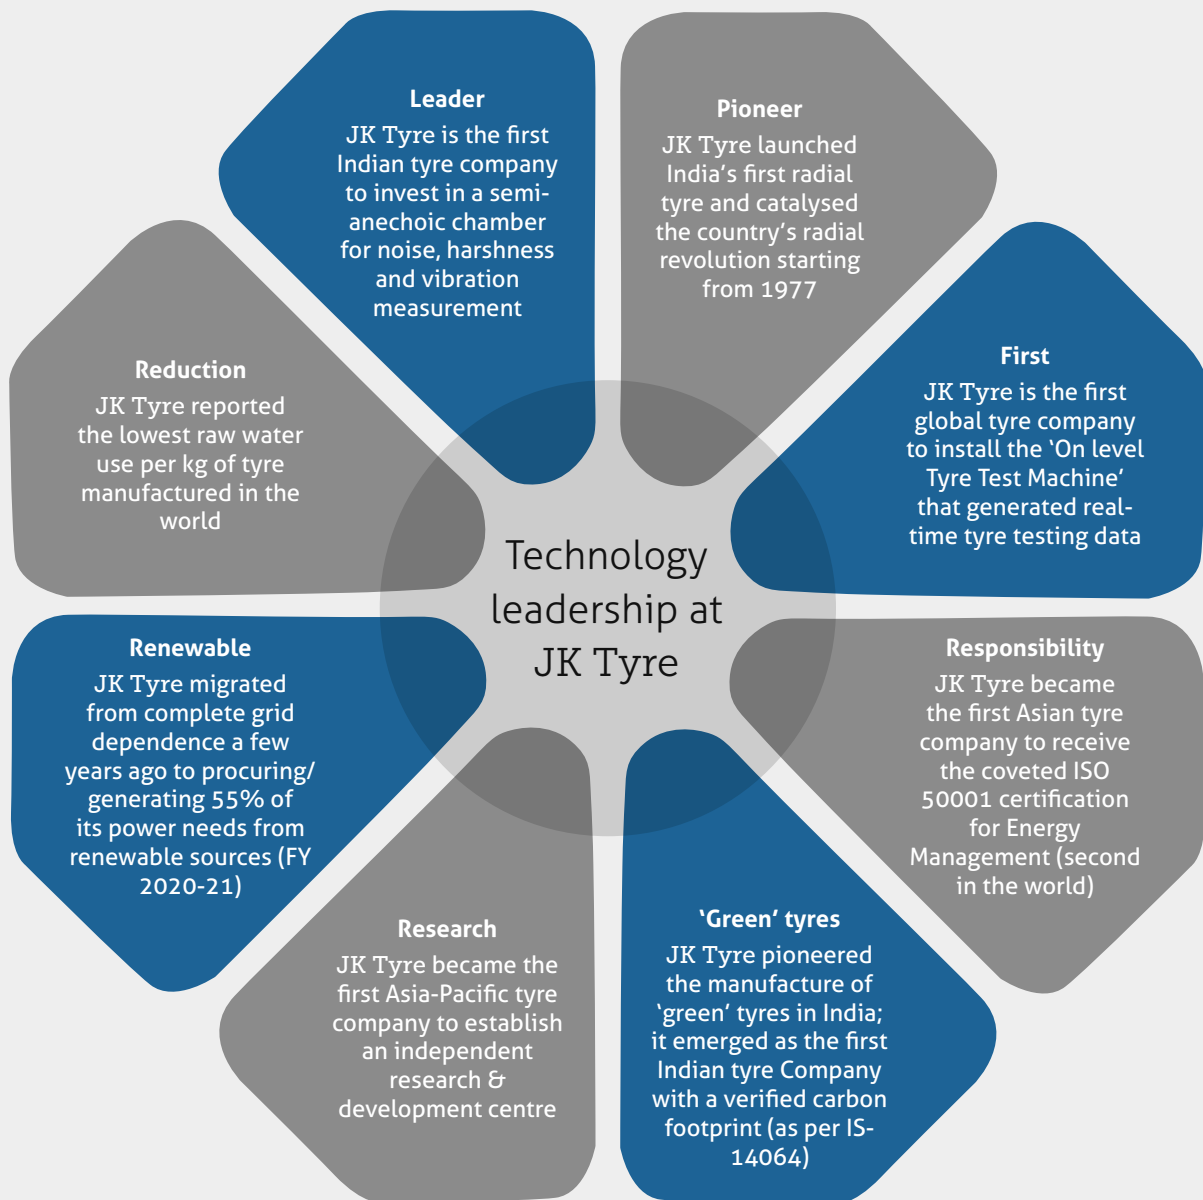 Leader
JK Tyre is the first
Indian tyre company
to invest in a semi-
anechoic chamber
for noise, harshness
and vibration
measurement
Pioneer
JK Tyre launched
India’s first radial
tyre and catalysed
the country’s radial
revolution starting
from 1977
First
JK Tyre is the first
global tyre company
to install the ‘On level
Tyre Test Machine’
that generated real-
time tyre testing data
Responsibility
JK Tyre became
the first Asian tyre
company to receive
the coveted ISO
50001 certification
for Energy
Management (second
in the world)
‘Green’ tyres
JK Tyre pioneered
the manufacture of
‘green’ tyres in India;
it emerged as the first
Indian tyre Company
with a verified carbon
footprint (as per IS-
14064)
Research
JK Tyre became the
first Asia-Pacific tyre
company to establish
an independent
research &
development centre
Renewable
JK Tyre migrated
from complete grid
dependence a few
years ago to procuring/
generating 55% of
its power needs from
renewable sources (FY
2020-21)
Reduction
JK Tyre reported
the lowest raw water
use per kg of tyre
manufactured in the
world
Technology
leadership at
JK Tyre